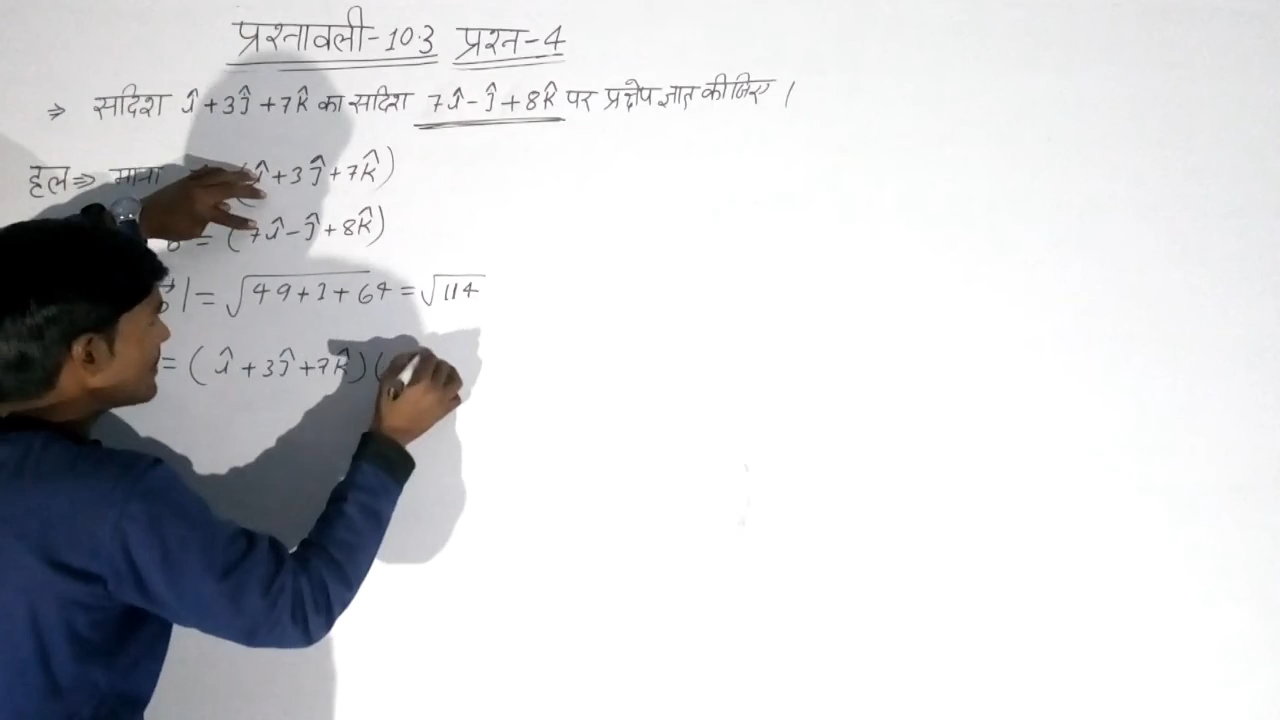 प्रश्नावली-10.3 प्रश्न-4
⇒ सदिश î+3ĵ+7k̂ का सदिश 7î-ĵ+8k̂ पर प्रक्षेप ज्ञात कीजिए ।
हल⇒ माना (î+3ĵ+7k̂)
= (7î-ĵ+8k̂)
| = √49+1+64 = √114
= (î+3ĵ+7k̂)(